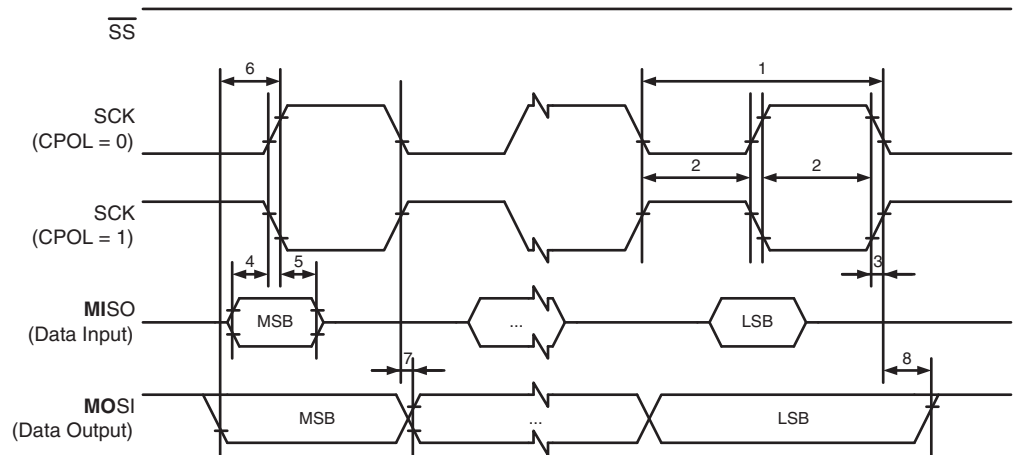 SS
6
1
SCK
(CPOL = 0)
2
2
SCK
(CPOL = 1)
4
5
3
MISO
(Data Input)
MSB
...
LSB
7
8
MOSI
(Data Output)
MSB
...
LSB